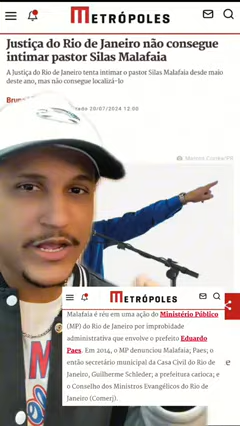 METRÓPOLES
Justiça do Rio de Janeiro não consegue
intimar pastor Silas Malafaia
A Justiça do Rio de Janeiro tenta intimar o pastor Silas Malafaia desde maio
deste ano, mas não consegue localizá-lo
20/07/2024 12:00
METRÓPOLES
Malafaia é réu em uma ação do Ministério Público
(MP) do Rio de Janeiro por improbidade
administrativa que envolve o prefeito Eduardo
Paes. Em 2014, o MP denunciou Malafaia; Paes; o
então secretário municipal da Casa Civil do Rio de
Janeiro, Guilherme Schleder; a prefeitura carioca; e
o Conselho dos Ministros Evangélicos do Rio de
Janeiro (Comerj).